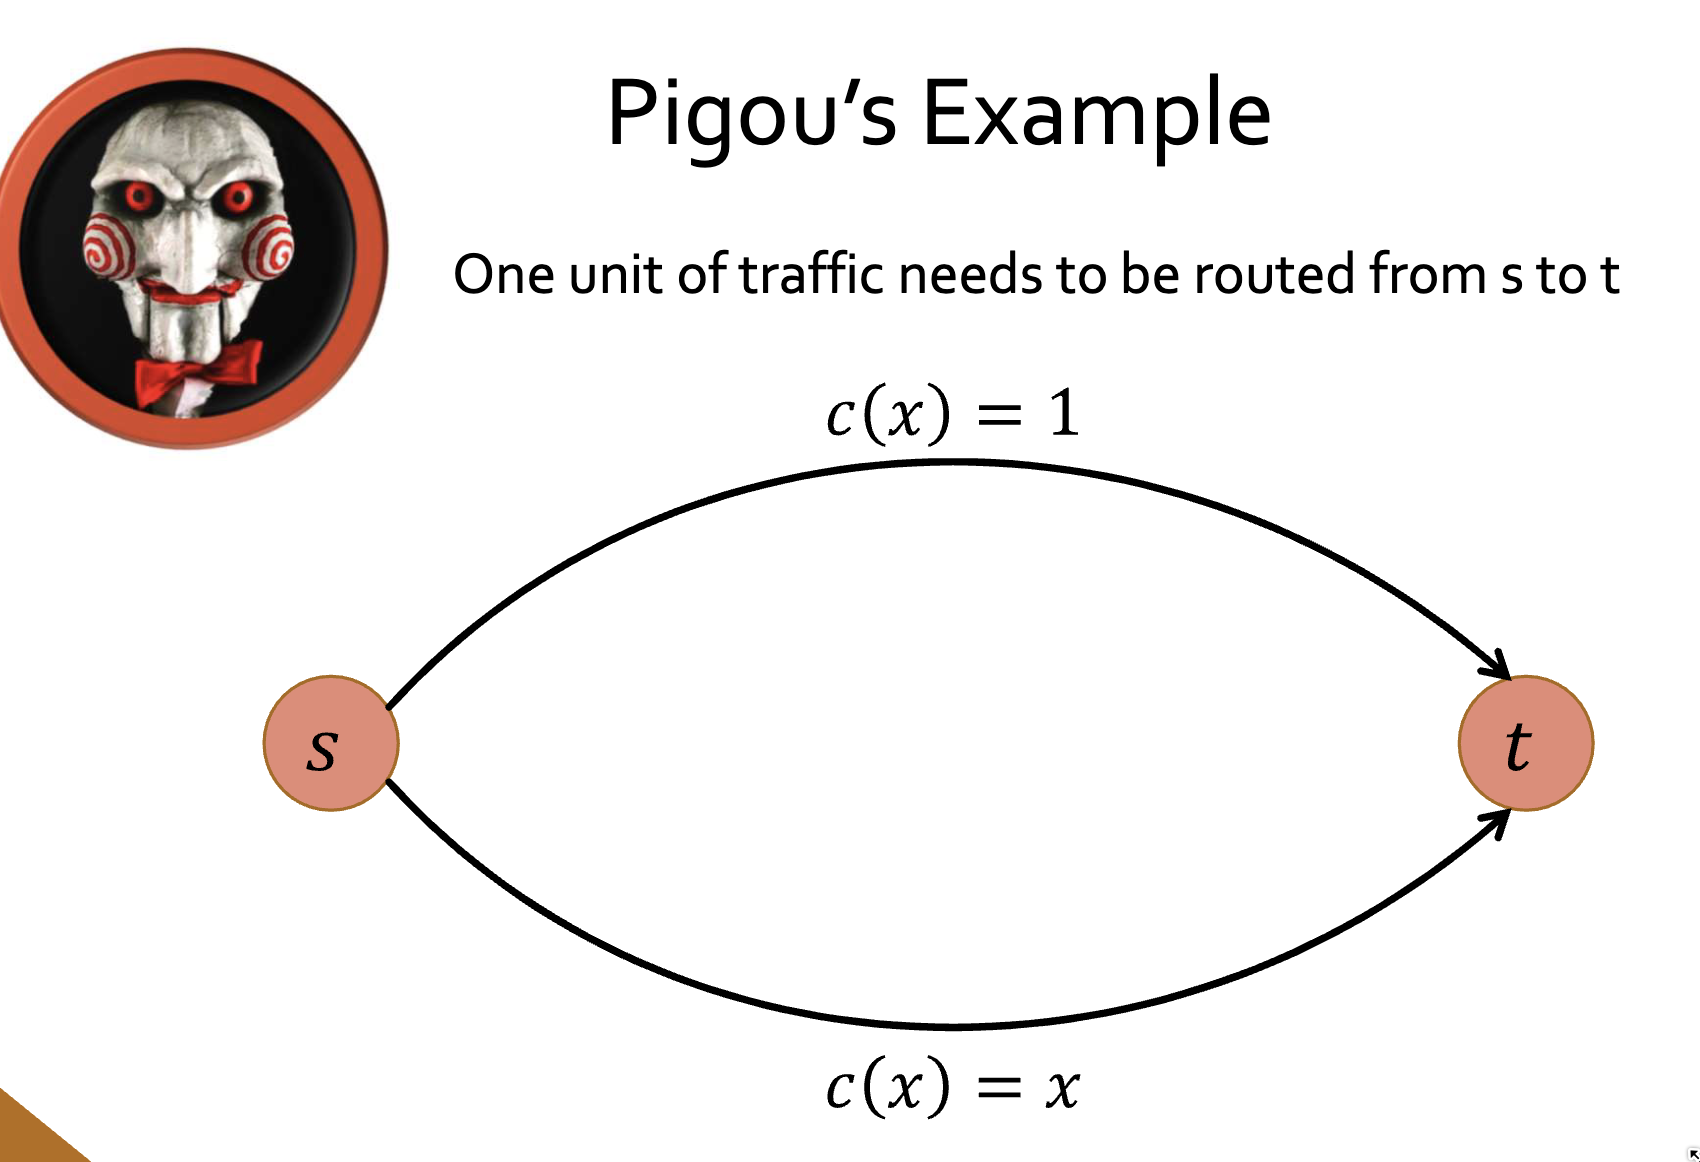 Pigou’s Example
One unit of traffic needs to be routed from s to t
c(x) = 1
s
t
c(x) = x